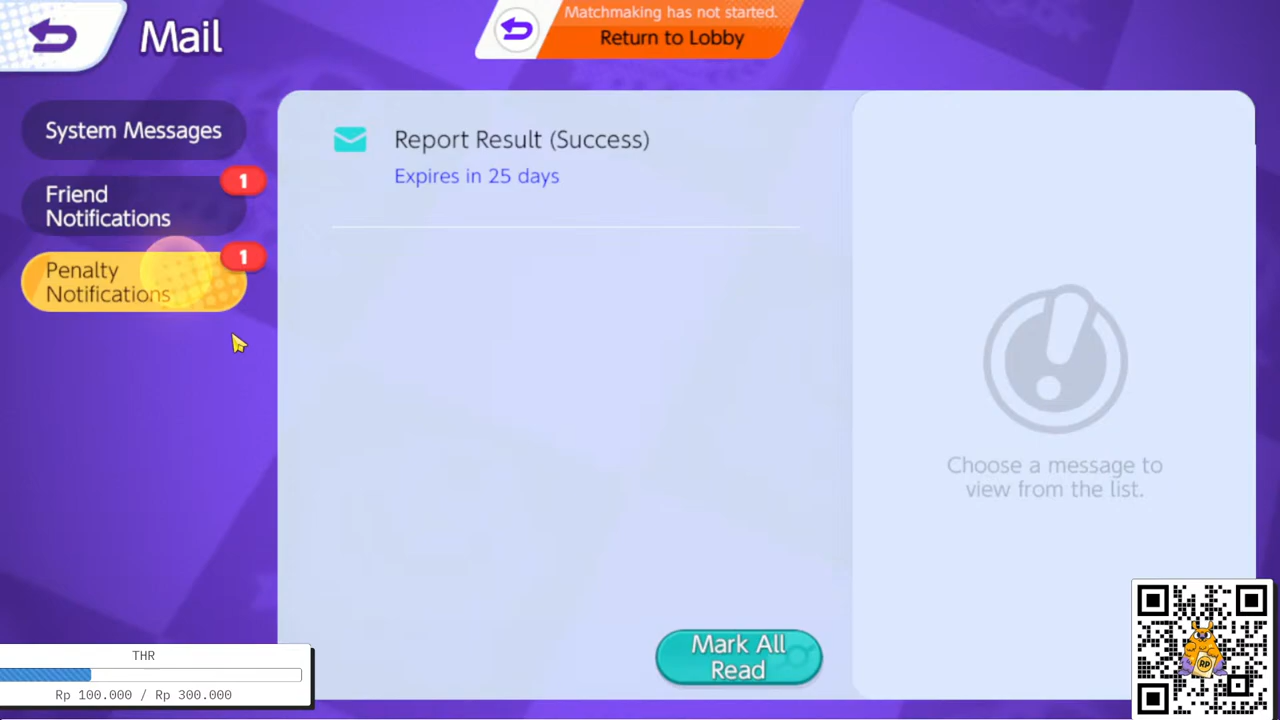 Mail
Matchmaking has not started.
Return to Lobby
System Messages
1
Friend
Notifications
1
Penalty
Notifications
Report Result (Success)
Expires in 25 days
Choose a message to
view from the list.
Mark All
Read
THR
Rp 100.000 / Rp 300.000
RP